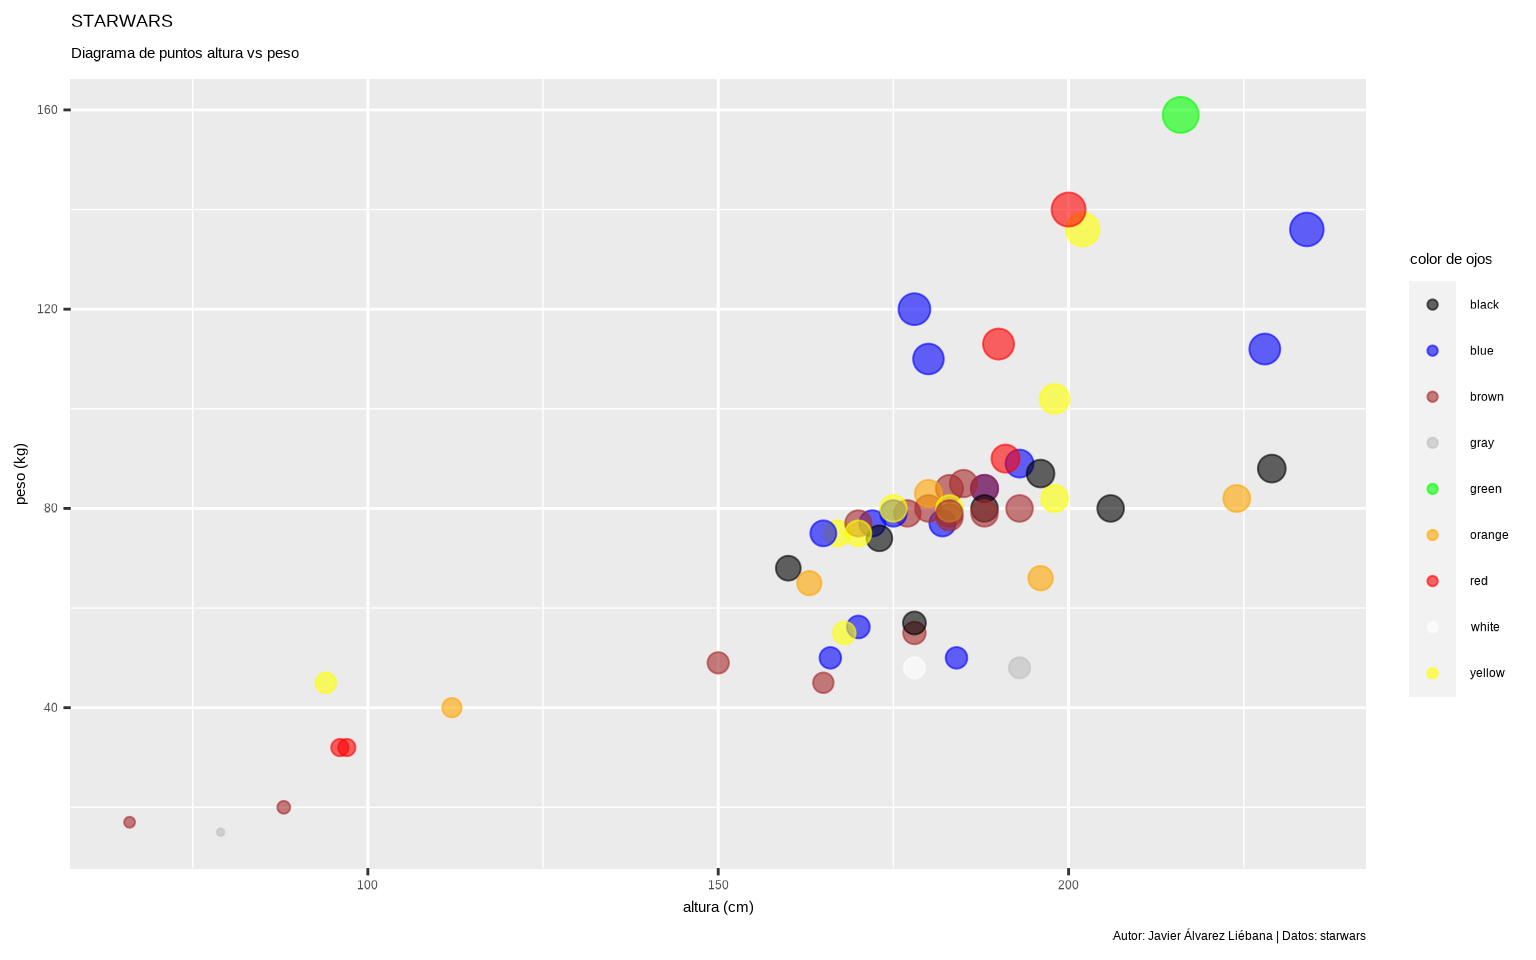 STARWARS
Diagrama de puntos altura vs peso
160
120
80
40
peso (kg)
100
150
200
altura (cm)
color de ojos
black
blue
brown
gray
green
orange
red
white
yellow
Autor: Javier Álvarez Liébana | Datos: starwars